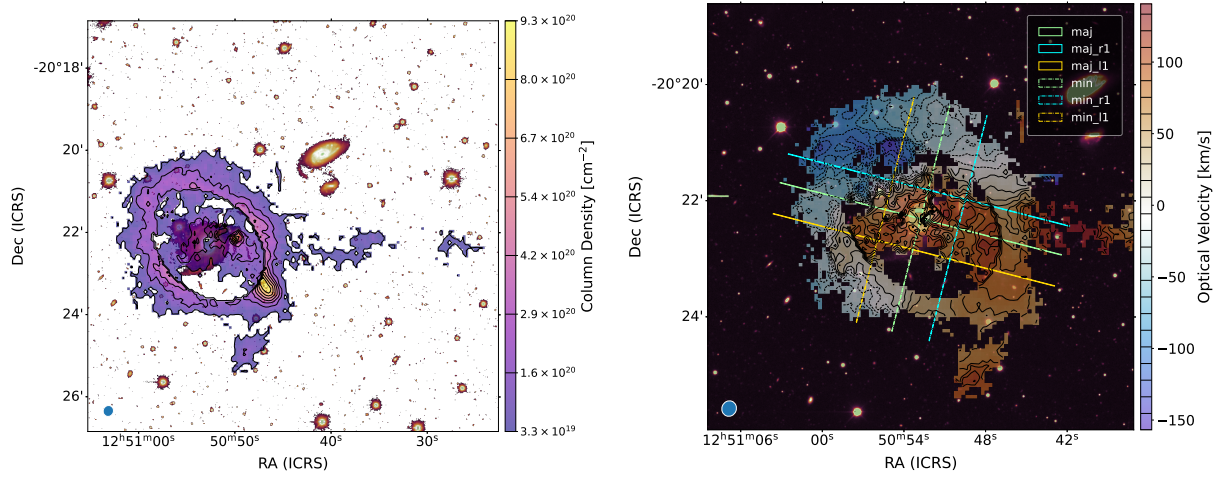 -20°18'
20'
22'
24'
26'
Dec (ICRS)
12ʰ51ᵐ00ˢ
50ᵐ50ˢ
40ˢ
30ˢ
RA (ICRS)
9.3 × 10²⁰
8.0 × 10²⁰
6.7 × 10²⁰
5.4 × 10²⁰
4.2 × 10²⁰
2.9 × 10²⁰
1.6 × 10²⁰
3.3 × 10¹⁹
Column Density [cm⁻²]
-20°20'
22'
24'
Dec (ICRS)
maj
maj_r1
maj_l1
min
min_r1
min_l1
12ʰ51ᵐ06ˢ
00ˢ
50ᵐ54ˢ
48ˢ
42ˢ
RA (ICRS)
100
50
0
−50
−100
−150
Optical Velocity [km/s]